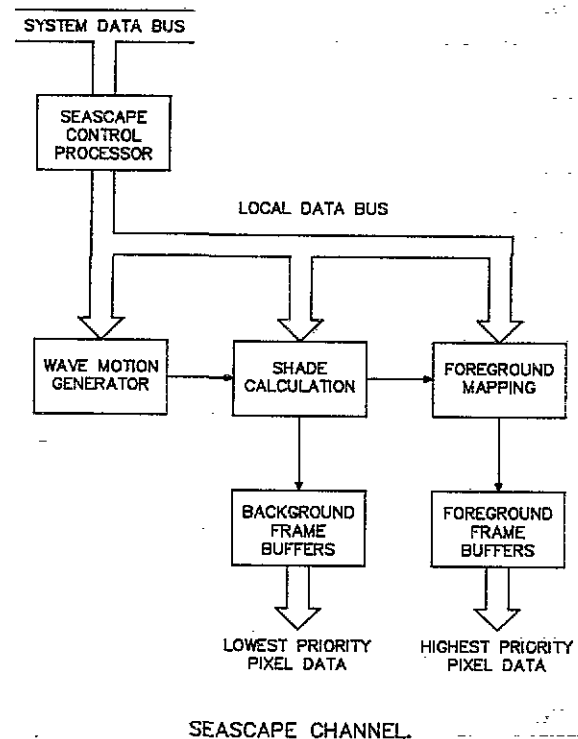 SYSTEM DATA BUS
SEASCAPE
CONTROL
PROCESSOR
LOCAL DATA BUS
WAVE MOTION
GENERATOR
SHADE
CALCULATION
FOREGROUND
MAPPING
BACKGROUND
FRAME
BUFFERS
FOREGROUND
FRAME
BUFFERS
LOWEST PRIORITY
PIXEL DATA
HIGHEST PRIORITY
PIXEL DATA
SEASCAPE CHANNEL.